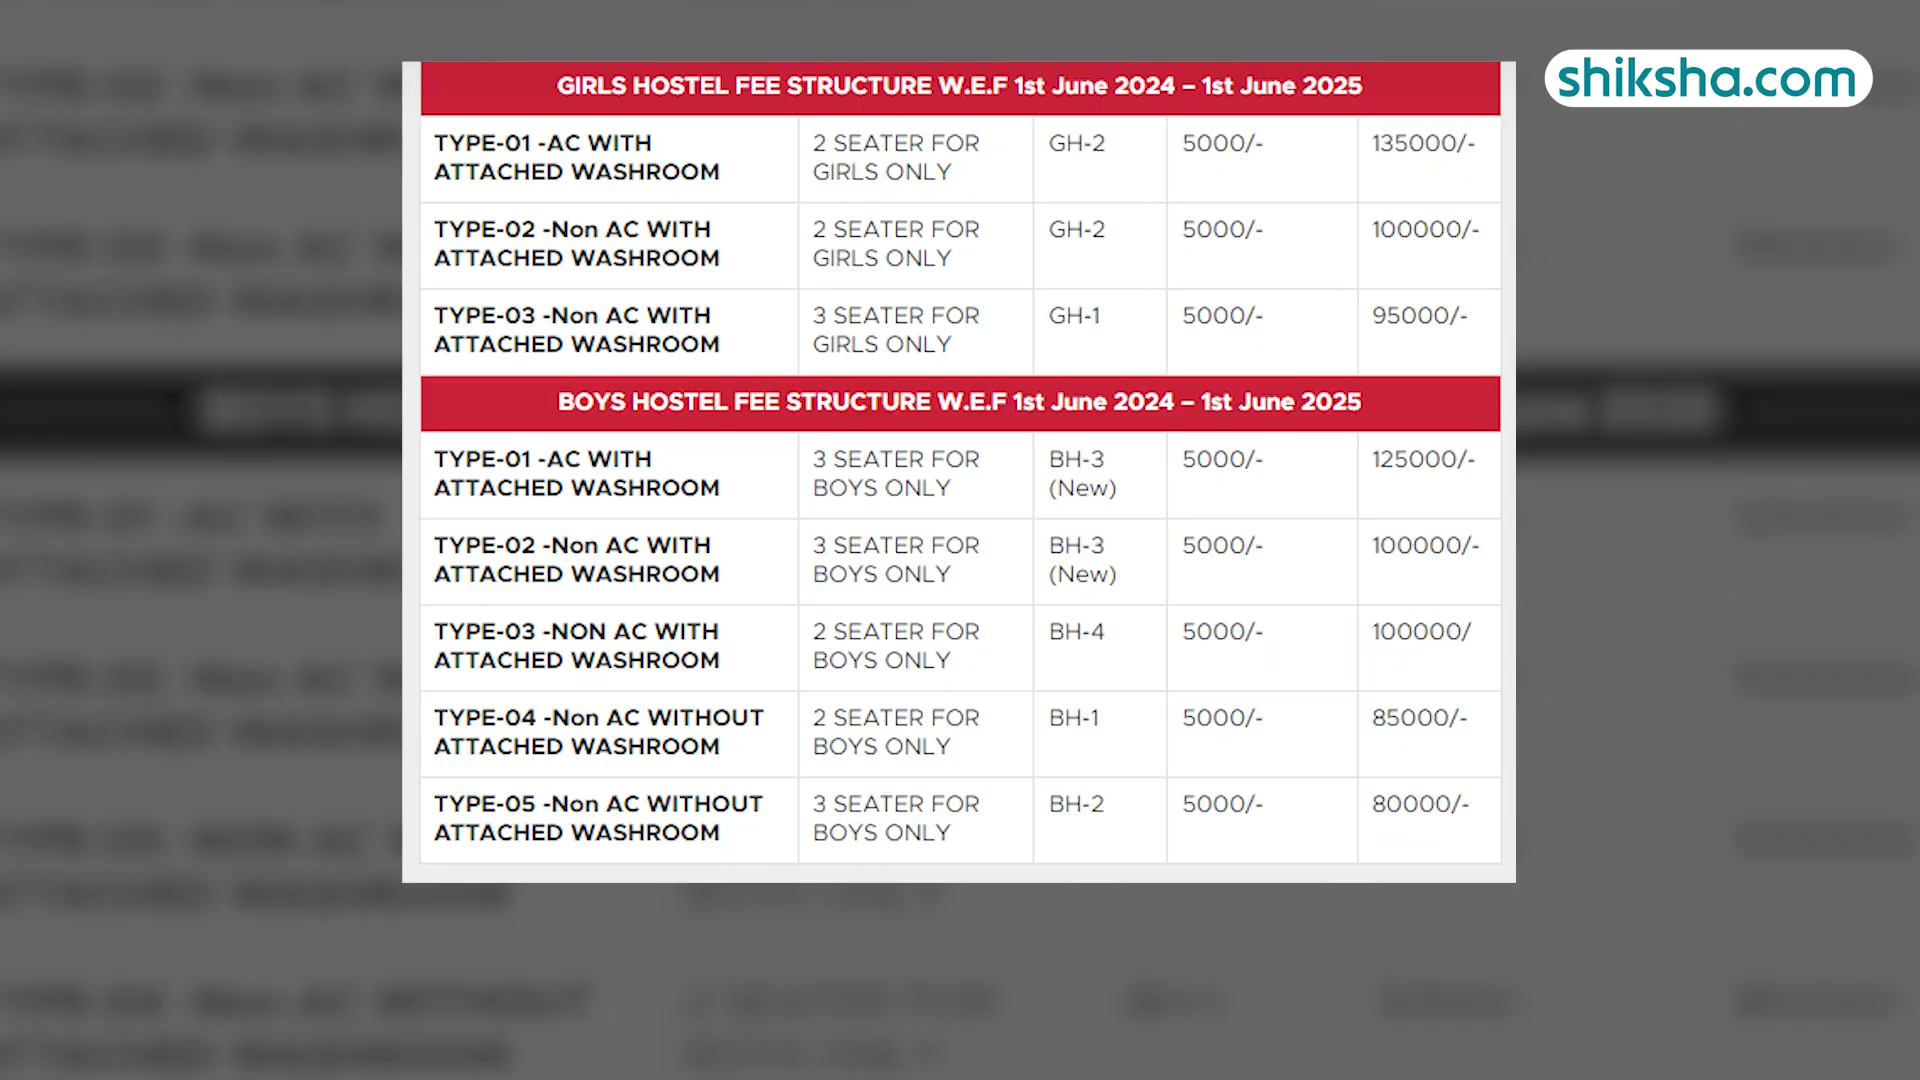 shiksha.com
GIRLS HOSTEL FEE STRUCTURE W.E.F 1st June 2024 – 1st June 2025
TYPE-01 -AC WITH ATTACHED WASHROOM 2 SEATER FOR GIRLS ONLY GH-2 5000/- 135000/-
TYPE-02 -Non AC WITH ATTACHED WASHROOM 2 SEATER FOR GIRLS ONLY GH-2 5000/- 100000/-
TYPE-03 -Non AC WITH ATTACHED WASHROOM 3 SEATER FOR GIRLS ONLY GH-1 5000/- 95000/-
BOYS HOSTEL FEE STRUCTURE W.E.F 1st June 2024 – 1st June 2025
TYPE-01 -AC WITH ATTACHED WASHROOM 3 SEATER FOR BOYS ONLY BH-3 (New) 5000/- 125000/-
TYPE-02 -Non AC WITH ATTACHED WASHROOM 3 SEATER FOR BOYS ONLY BH-3 (New) 5000/- 100000/-
TYPE-03 -NON AC WITH ATTACHED WASHROOM 2 SEATER FOR BOYS ONLY BH-4 5000/- 100000/
TYPE-04 -Non AC WITHOUT ATTACHED WASHROOM 2 SEATER FOR BOYS ONLY BH-1 5000/- 85000/-
TYPE-05 -Non AC WITHOUT ATTACHED WASHROOM 3 SEATER FOR BOYS ONLY BH-2 5000/- 80000/-